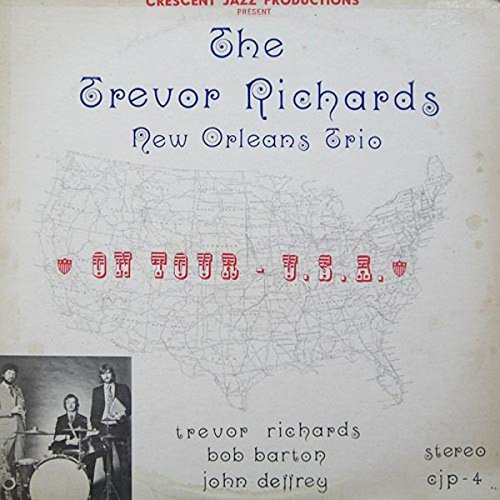 CRESCENT JAZZ PRODUCTIONS
PRESENT
The
Trevor Richards
New Orleans Trio
ON TOUR - U.S.A.
trevor richards
bob barton
john deffrey
stereo
cjp-4